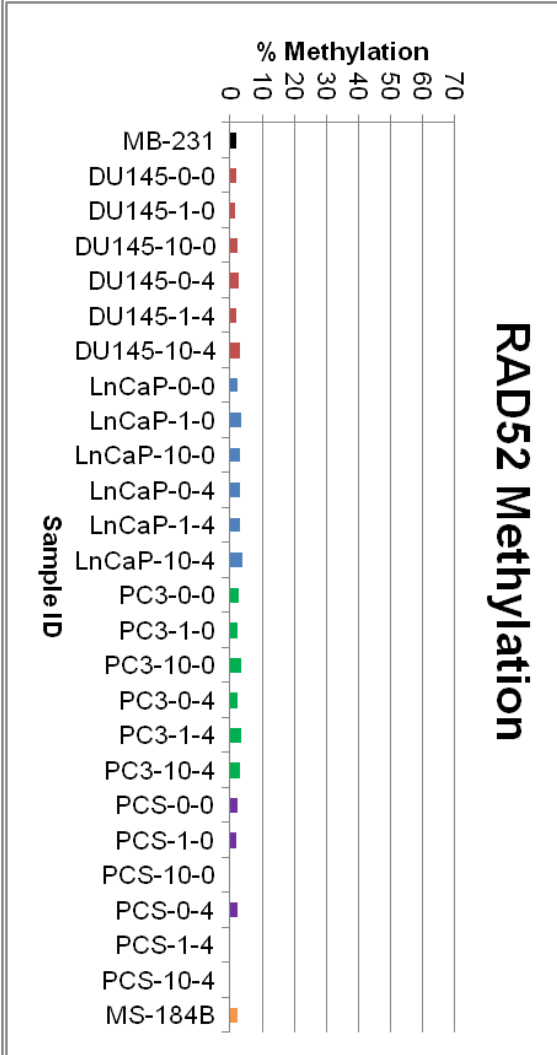 RAD52 Methylation
% Methylation
0
10
20
30
40
50
60
70
MB-231
DU145-0-0
DU145-1-0
DU145-10-0
DU145-0-4
DU145-1-4
DU145-10-4
LnCaP-0-0
LnCaP-1-0
LnCaP-10-0
LnCaP-0-4
LnCaP-1-4
LnCaP-10-4
PC3-0-0
PC3-1-0
PC3-10-0
PC3-0-4
PC3-1-4
PC3-10-4
PCS-0-0
PCS-1-0
PCS-10-0
PCS-0-4
PCS-1-4
PCS-10-4
MS-184B
Sample ID